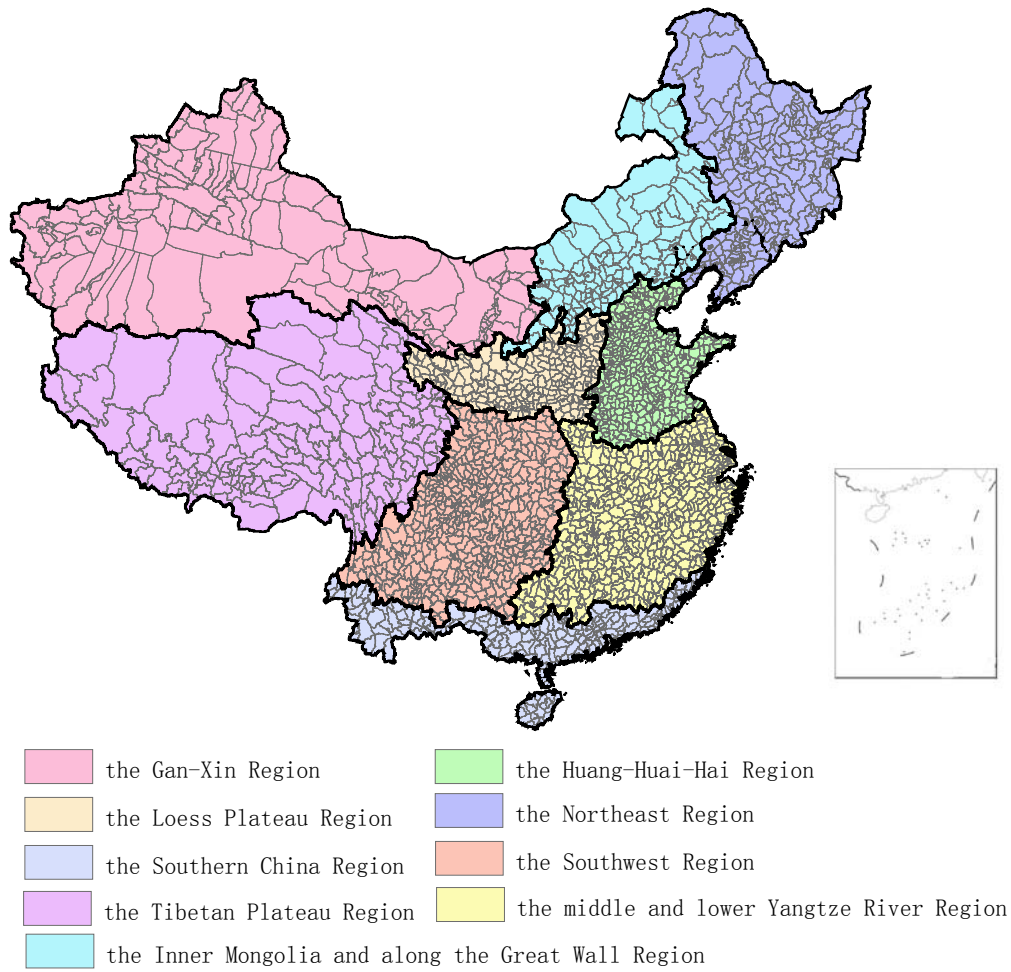 the Gan-Xin Region
the Huang-Huai-Hai Region
the Loess Plateau Region
the Northeast Region
the Southern China Region
the Southwest Region
the Tibetan Plateau Region
the middle and lower Yangtze River Region
the Inner Mongolia and along the Great Wall Region